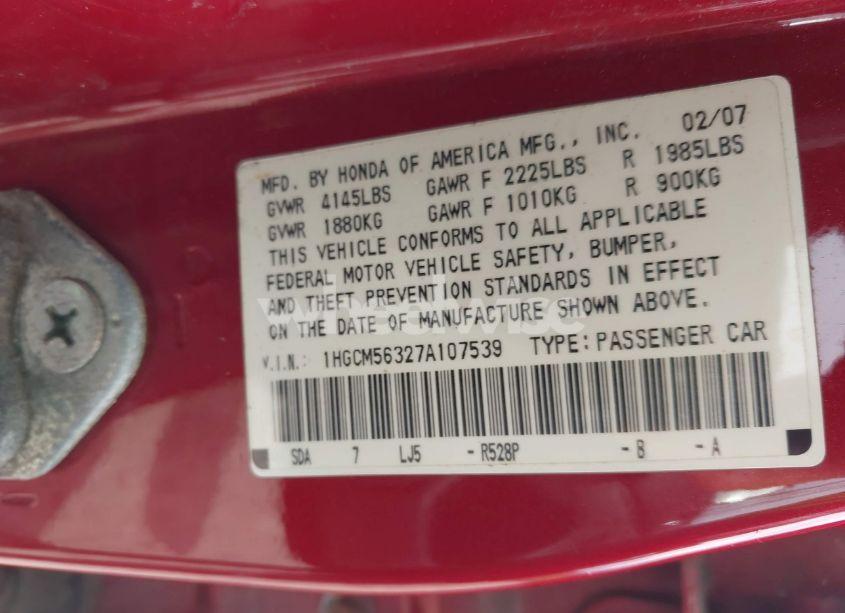 MFD. BY HONDA OF AMERICA MFG., INC. 02/07
GVWR 4145LBS GAWR F 2225LBS R 1985LBS
GVWR 1880KG GAWR F 1010KG R 900KG
THIS VEHICLE CONFORMS TO ALL APPLICABLE
FEDERAL MOTOR VEHICLE SAFETY, BUMPER,
AND THEFT PREVENTION STANDARDS IN EFFECT
ON THE DATE OF MANUFACTURE SHOWN ABOVE.
V.I.N.: 1HGCM56327A107539 TYPE: PASSENGER CAR
SDA 7 LJ5 - R528P - B - A
wheelwise